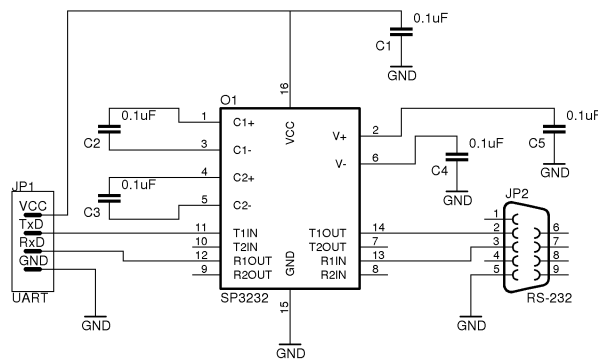 0.1uF
C1
GND
16
O1
0.1uF
C2
1
C1+
3
C1-
VCC
V+
2
V-
6
0.1uF
C5
GND
0.1uF
C4
GND
0.1uF
C3
4
C2+
5
C2-
JP1
VCC
TxD
RxD
GND
UART
11
T1IN
10
T2IN
12
R1OUT
9
R2OUT
GND
T1OUT
14
T2OUT
7
R1IN
13
R2IN
8
SP3232
15
GND
GND
JP2
1
2
3
4
5
6
7
8
9
RS-232
GND